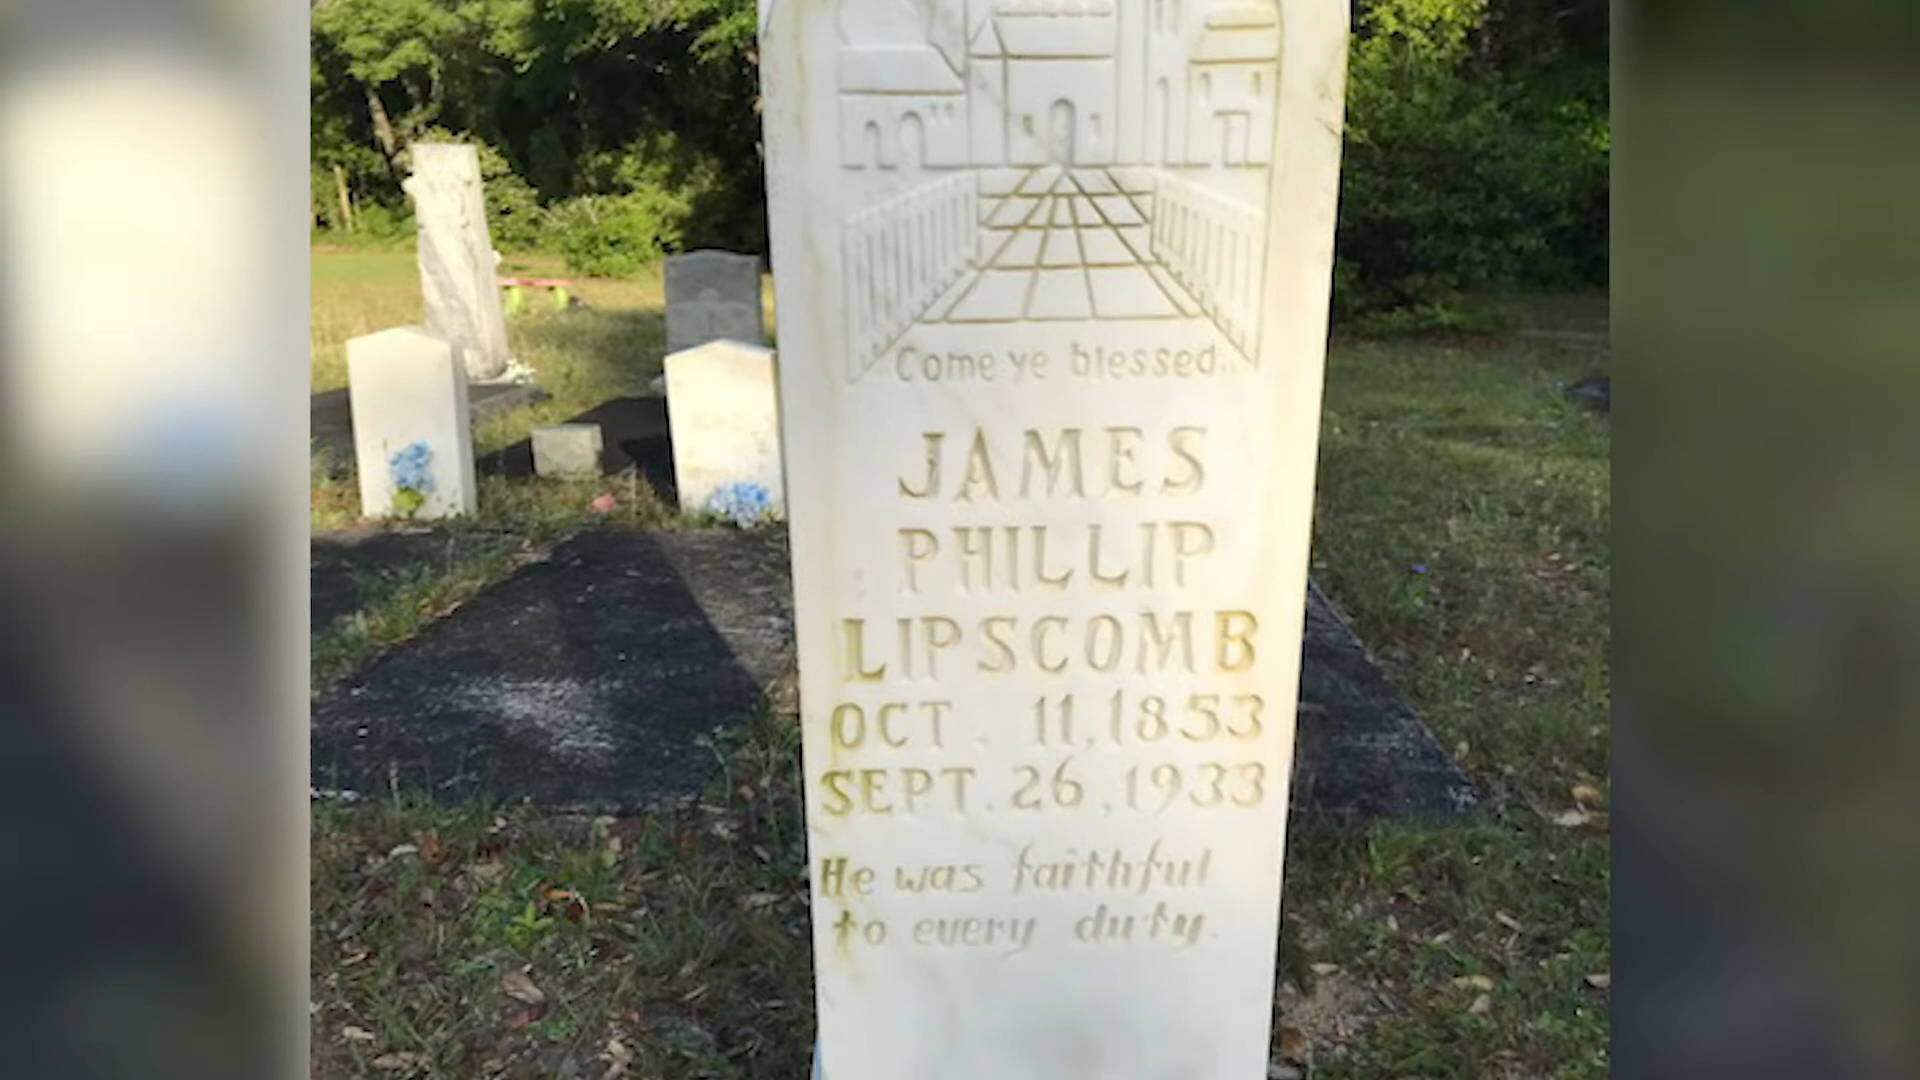 Come ye blessed..
JAMES
PHILLIP
LIPSCOMB
OCT. 11, 1853
SEPT. 26, 1933
He was faithful
to every duty.